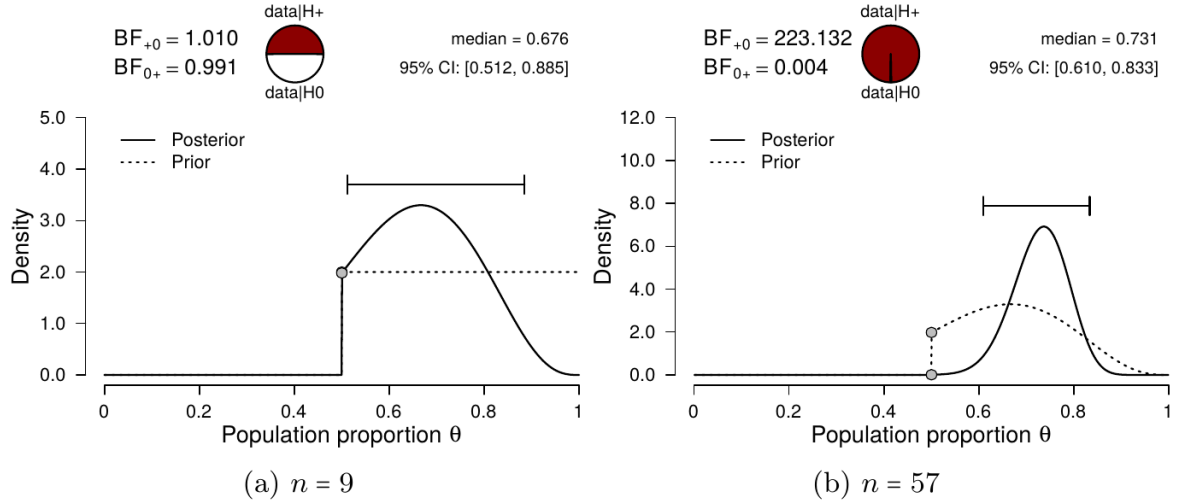 data|H+
BF+0 = 1.010
BF0+ = 0.991
data|H0
median = 0.676
95% CI: [0.512, 0.885]
Posterior
Prior
Density
5.0
4.0
3.0
2.0
1.0
0.0
0 0.2 0.4 0.6 0.8 1
Population proportion θ
(a) n = 9
data|H+
BF+0 = 223.132
BF0+ = 0.004
data|H0
median = 0.731
95% CI: [0.610, 0.833]
Posterior
Prior
Density
12.0
10.0
8.0
6.0
4.0
2.0
0.0
0 0.2 0.4 0.6 0.8 1
Population proportion θ
(b) n = 57